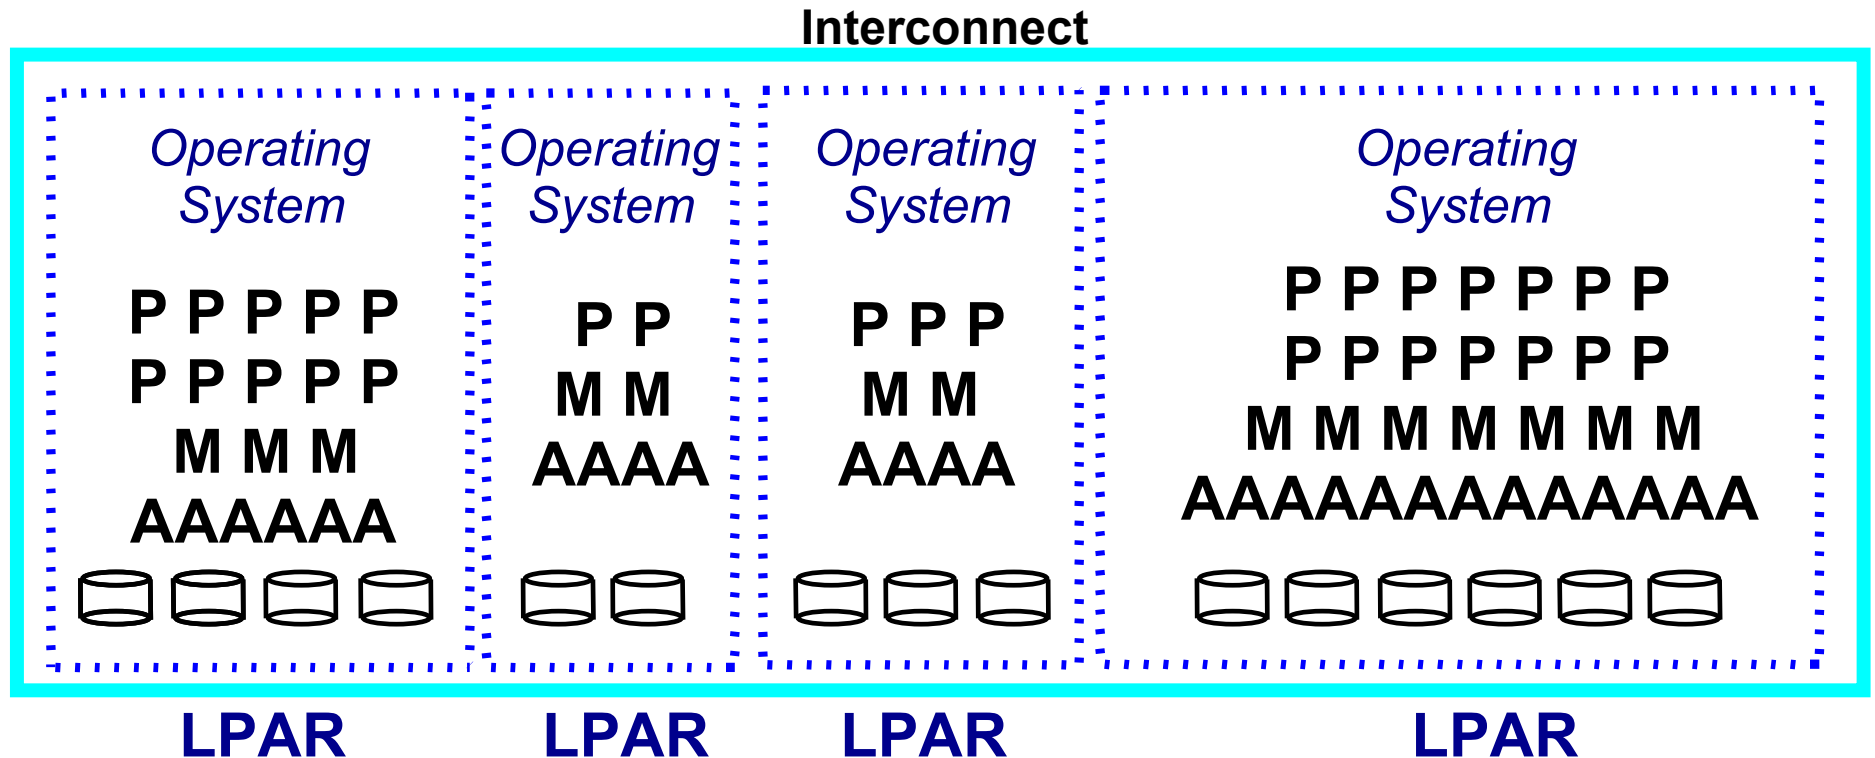 Interconnect
Operating
System
P P P P P
P P P P P
M M M
AAAAAA
LPAR
Operating
System
P P
M M
AAAA
LPAR
Operating
System
P P P
M M
AAAA
LPAR
Operating
System
P P P P P P P
P P P P P P P
M M M M M M M
AAAAAAAAAAAAA
LPAR